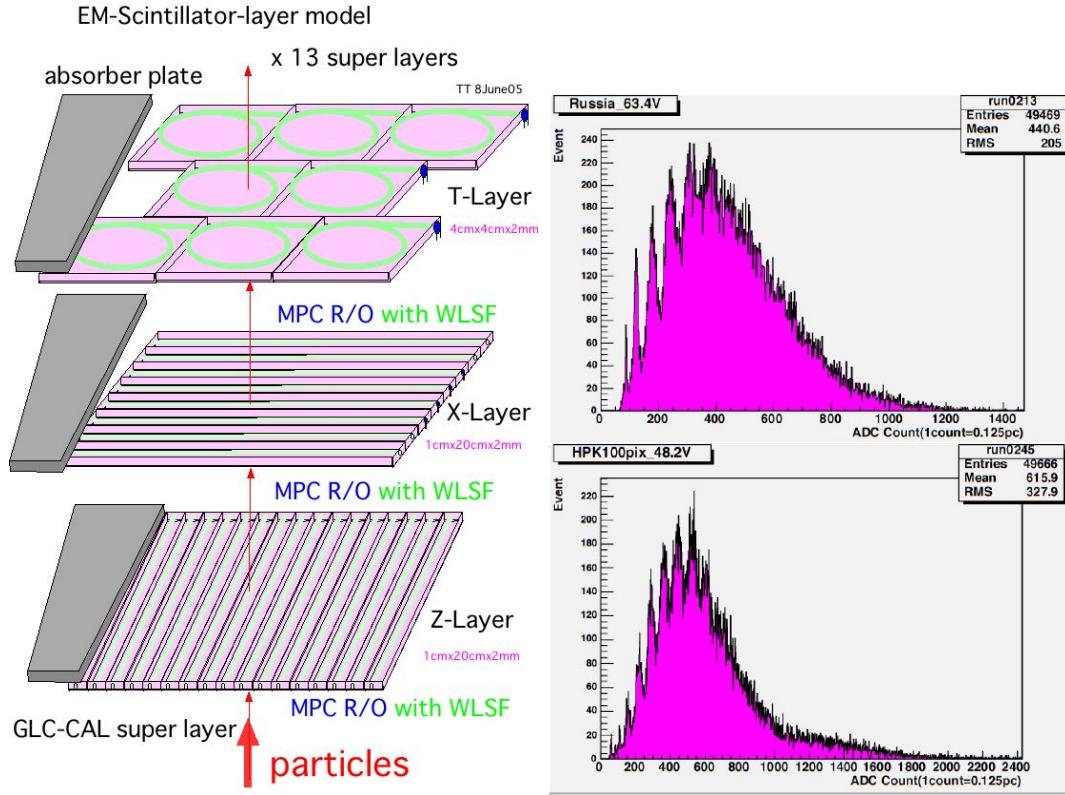 EM-Scintillator-layer model
x 13 super layers
absorber plate
TT 8June05
T-Layer
4cmx4cmx2mm
MPC R/O with WLSF
X-Layer
1cmx20cmx2mm
MPC R/O with WLSF
Z-Layer
1cmx20cmx2mm
MPC R/O with WLSF
GLC-CAL super layer
particles
Russia_63.4V
run0213
Entries 49469
Mean 440.6
RMS 205
Event
240
220
200
180
160
140
120
100
80
60
40
20
0
0 200 400 600 800 1000 1200 1400
ADC Count(1count=0.125pc)
HPK100pix_48.2V
run0245
Entries 49666
Mean 615.9
RMS 327.9
Event
220
200
180
160
140
120
100
80
60
40
20
0
0 200 400 600 800 1000 1200 1400 1600 1800 2000 2200 2400
ADC Count(1count=0.125pc)